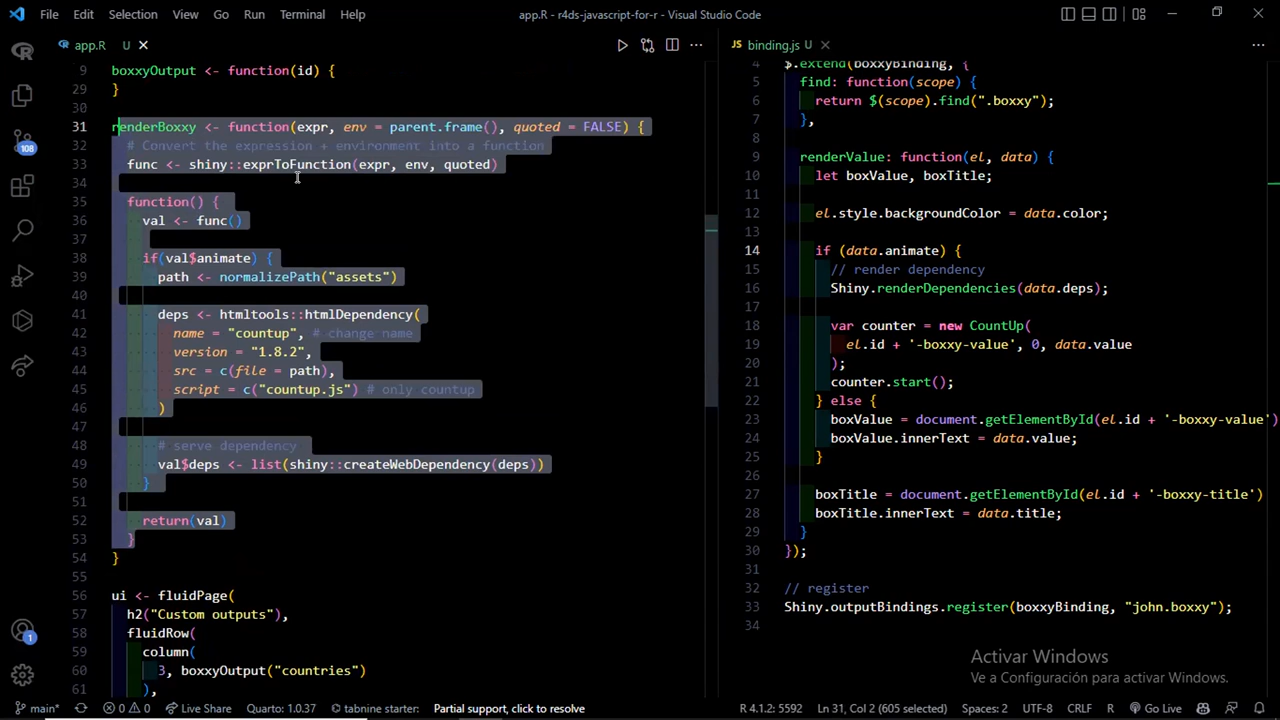 File Edit Selection View Go Run Terminal Help
app.R - r4ds-javascript-for-r - Visual Studio Code
app.R U
9 boxxyOutput <- function(id) {
29 }
30
31 renderBoxxy <- function(expr, env = parent.frame(), quoted = FALSE) {
32 # Convert the expression + environment into a function
33 func <- shiny::exprToFunction(expr, env, quoted)
34
35 function() {
36 val <- func()
37
38 if(val$animate) {
39 path <- normalizePath("assets")
40
41 deps <- htmltools::htmlDependency(
42 name = "countup", # change name
43 version = "1.8.2",
44 src = c(file = path),
45 script = c("countup.js") # only countup
46 )
47
48 # serve dependency
49 val$deps <- list(shiny::createWebDependency(deps))
50 }
51
52 return(val)
53 }
54 }
55
56 ui <- fluidPage(
57 h2("Custom outputs"),
58 fluidRow(
59 column(
60 3, boxxyOutput("countries")
61 ),
JS binding.js U
4 $.extend(boxxyBinding, {
5 find: function(scope) {
6 return $(scope).find(".boxxy");
7 },
8
9 renderValue: function(el, data) {
10 let boxValue, boxTitle;
11
12 el.style.backgroundColor = data.color;
13
14 if (data.animate) {
15 // render dependency
16 Shiny.renderDependencies(data.deps);
17
18 var counter = new CountUp(
19 el.id + '-boxxy-value', 0, data.value
20 );
21 counter.start();
22 } else {
23 boxValue = document.getElementById(el.id + '-boxxy-value')
24 boxValue.innerText = data.value;
25 }
26
27 boxTitle = document.getElementById(el.id + '-boxxy-title')
28 boxTitle.innerText = data.title;
29 }
30 });
31
32 // register
33 Shiny.outputBindings.register(boxxyBinding, "john.boxxy");
34
108
1
Activar Windows
Ve a Configuración para activar Windows.
main* 0 0 Live Share Quarto: 1.0.37 tabnine starter: Partial support, click to resolve R 4.1.2: 5592 Ln 31, Col 2 (605 selected) Spaces: 2 UTF-8 CRLF R Go Live